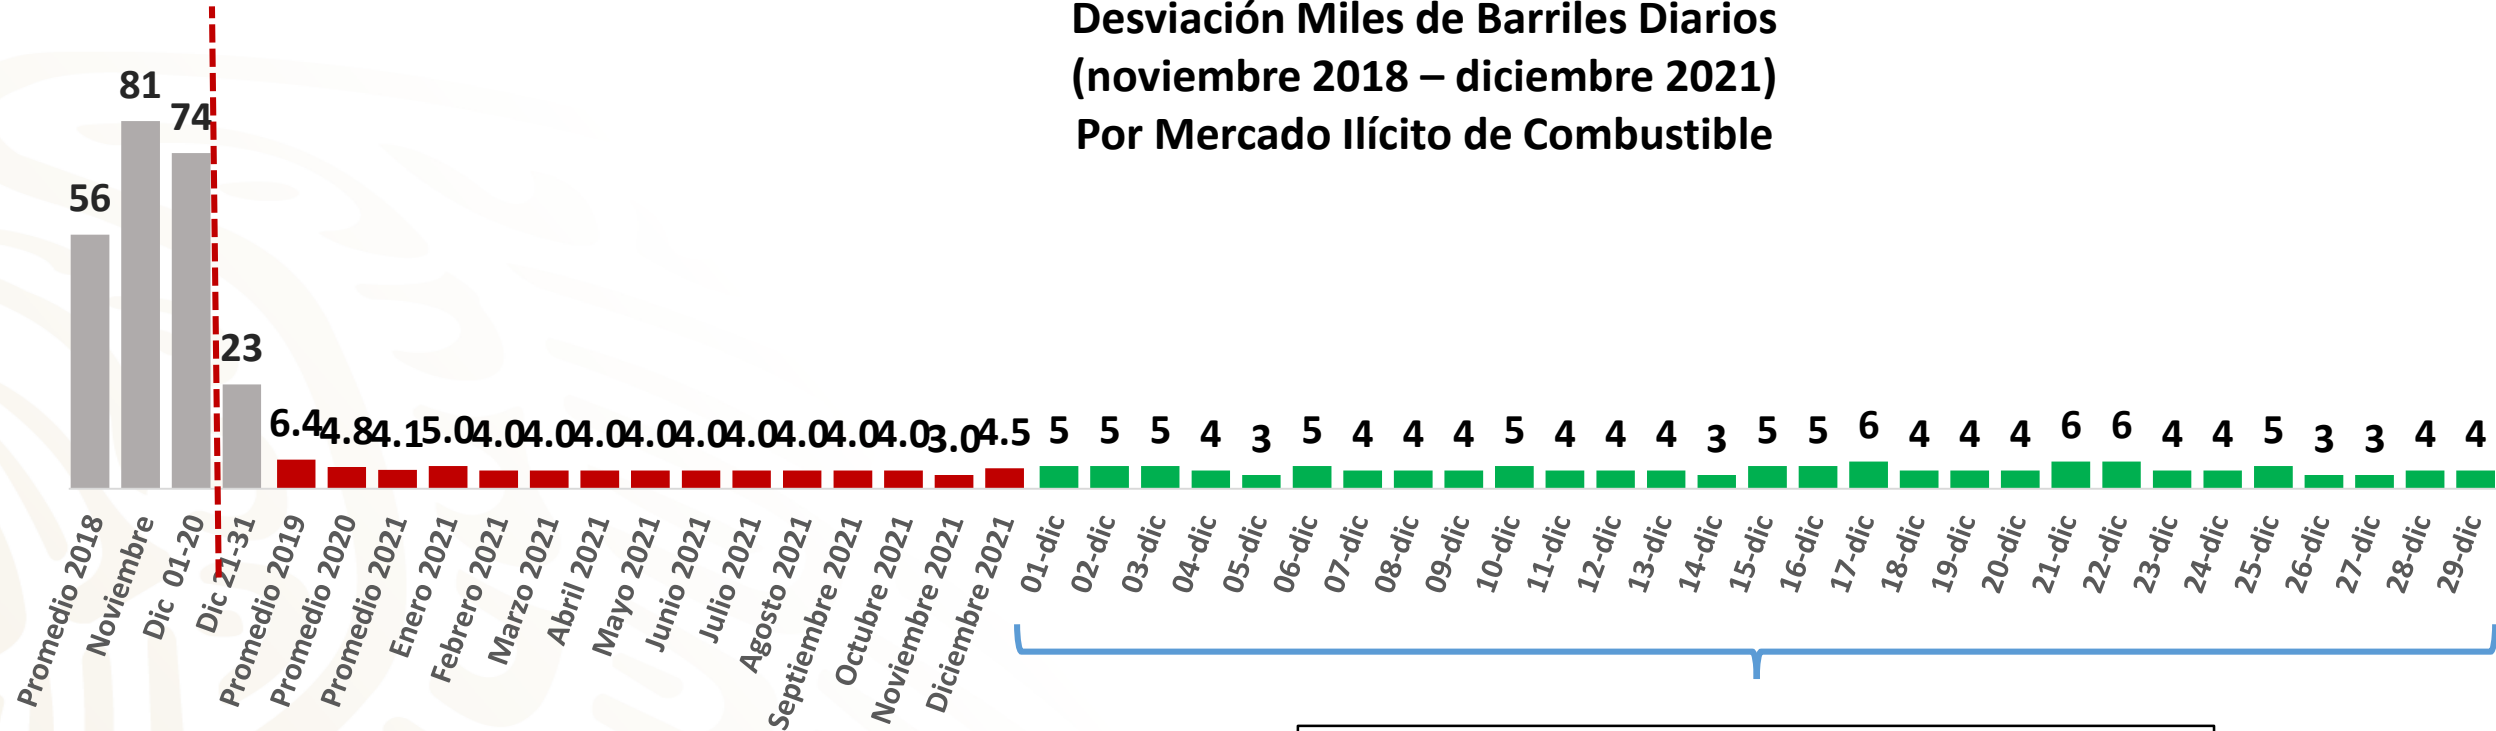 Desviación Miles de Barriles Diarios
(noviembre 2018 – diciembre 2021)
Por Mercado Ilícito de Combustible
56
81
74
23
6.4
4.8
4.1
5.0
4.0
4.0
4.0
4.0
4.0
4.0
4.0
4.0
4.0
3.0
4.5
5
5
5
4
3
5
4
4
4
5
4
4
4
3
5
5
6
4
4
4
6
6
4
4
5
3
3
4
4
Promedio 2018
Noviembre
Dic 01-20
Dic 21-31
Promedio 2019
Promedio 2020
Promedio 2021
Enero 2021
Febrero 2021
Marzo 2021
Abril 2021
Mayo 2021
Junio 2021
Julio 2021
Agosto 2021
Septiembre 2021
Octubre 2021
Noviembre 2021
Diciembre 2021
01-dic
02-dic
03-dic
04-dic
05-dic
06-dic
07-dic
08-dic
09-dic
10-dic
11-dic
12-dic
13-dic
14-dic
15-dic
16-dic
17-dic
18-dic
19-dic
20-dic
21-dic
22-dic
23-dic
24-dic
25-dic
26-dic
27-dic
28-dic
29-dic